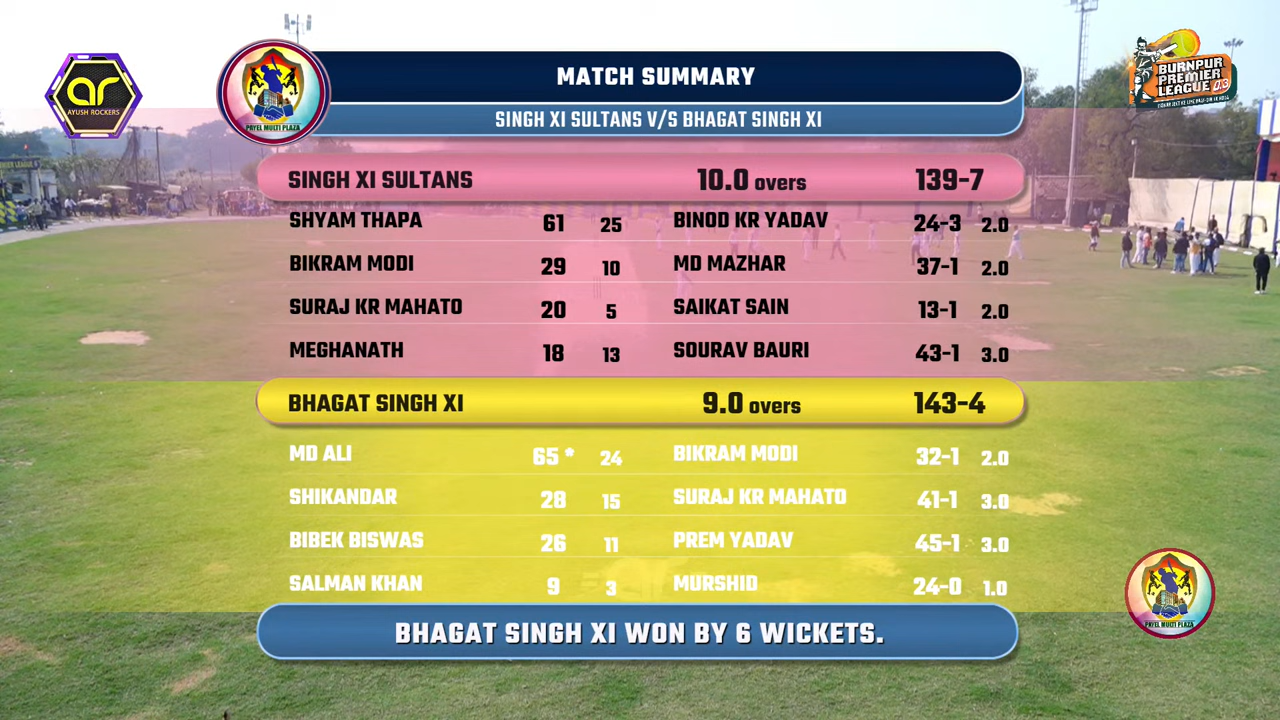 MATCH SUMMARY
SINGH XI SULTANS V/S BHAGAT SINGH XI
ar
AYUSH ROCKERS
PAYEL MULTI PLAZA
BURNPUR
PREMIER
LEAGUE 0.3
SINGH XI SULTANS 10.0 overs 139-7
SHYAM THAPA 61 25 BINOD KR YADAV 24-3 2.0
BIKRAM MODI 29 10 MD MAZHAR 37-1 2.0
SURAJ KR MAHATO 20 5 SAIKAT SAIN 13-1 2.0
MEGHANATH 18 13 SOURAV BAURI 43-1 3.0
BHAGAT SINGH XI 9.0 overs 143-4
MD ALI 65 * 24 BIKRAM MODI 32-1 2.0
SHIKANDAR 28 15 SURAJ KR MAHATO 41-1 3.0
BIBEK BISWAS 26 11 PREM YADAV 45-1 3.0
SALMAN KHAN 9 3 MURSHID 24-0 1.0
PAYEL MULTI PLAZA
BHAGAT SINGH XI WON BY 6 WICKETS.